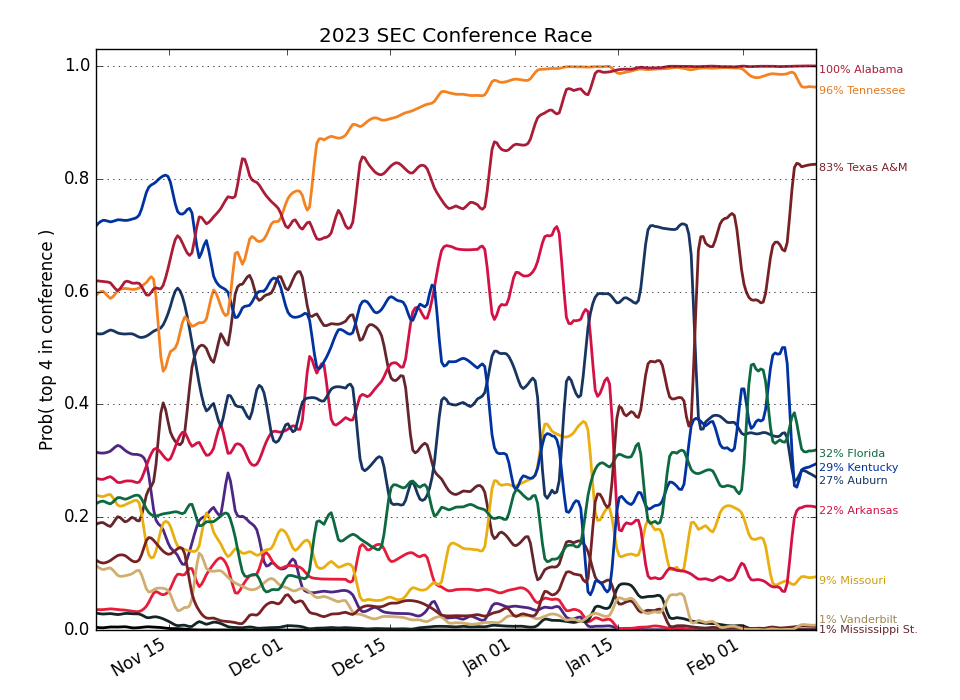 2023 SEC Conference Race
Prob( top 4 in conference )
1.0
0.8
0.6
0.4
0.2
0.0
Nov 15
Dec 01
Dec 15
Jan 01
Jan 15
Feb 01
100% Alabama
96% Tennessee
83% Texas A&M
32% Florida
29% Kentucky
27% Auburn
22% Arkansas
9% Missouri
1% Vanderbilt
1% Mississippi St.